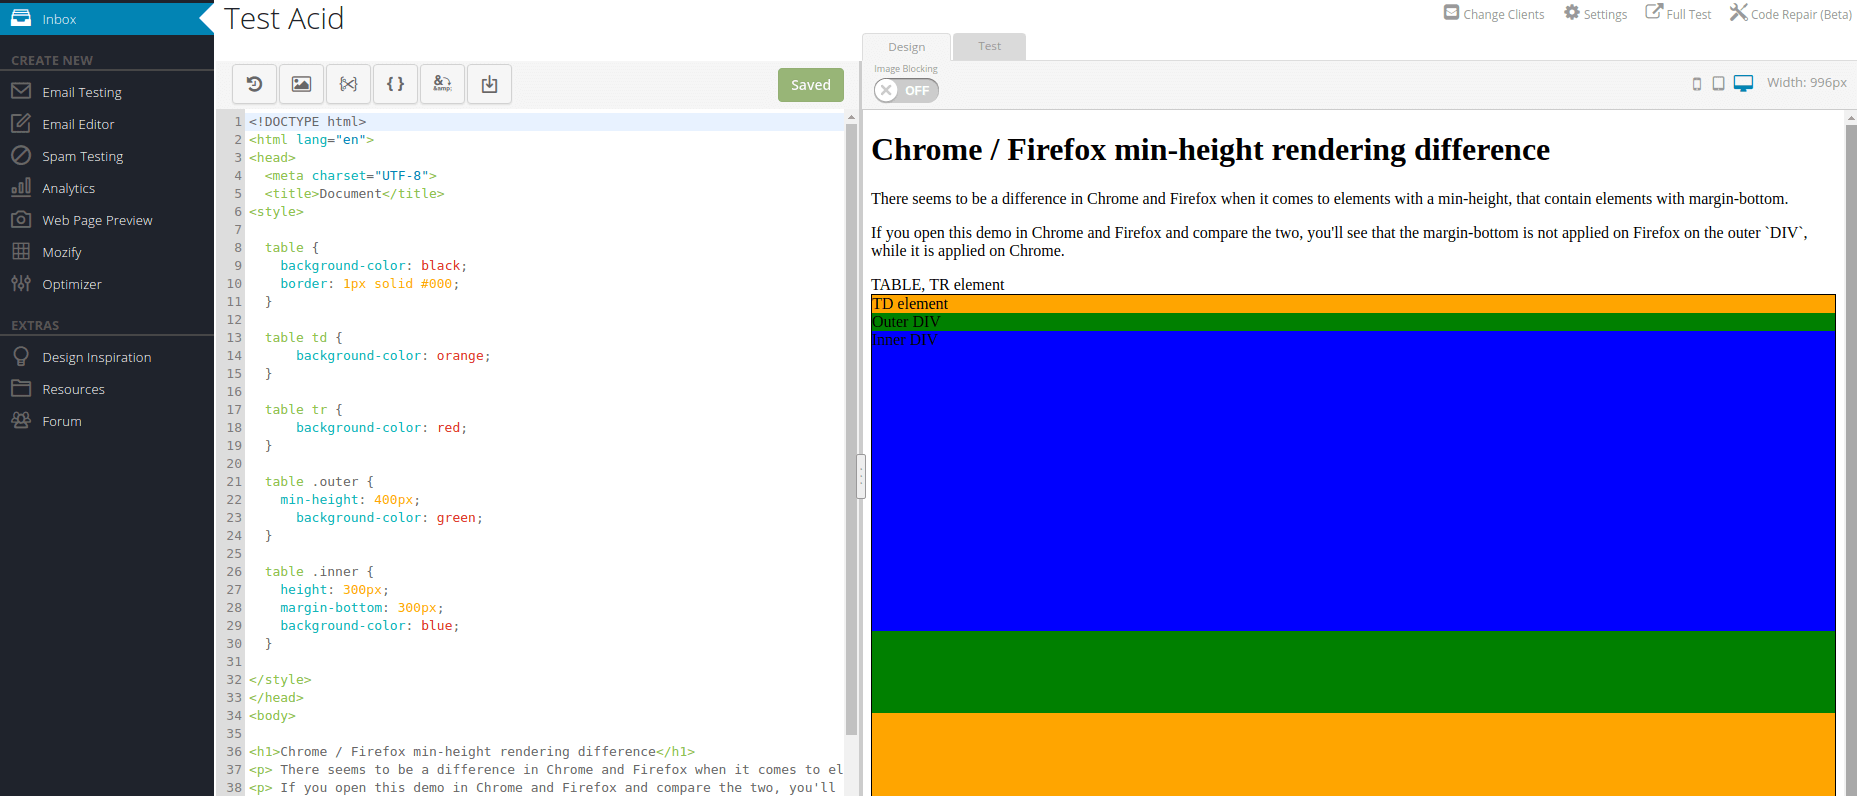 Inbox
CREATE NEW
Email Testing
Email Editor
Spam Testing
Analytics
Web Page Preview
Mozify
Optimizer
EXTRAS
Design Inspiration
Resources
Forum
Test Acid
Change Clients
Settings
Full Test
Code Repair (Beta)
Design
Test
{ }
&
&amp;
Saved
Image Blocking
OFF
Width: 996px
1 <!DOCTYPE html>
2 <html lang="en">
3 <head>
4 <meta charset="UTF-8">
5 <title>Document</title>
6 <style>
7
8 table {
9 background-color: black;
10 border: 1px solid #000;
11 }
12
13 table td {
14 background-color: orange;
15 }
16
17 table tr {
18 background-color: red;
19 }
20
21 table .outer {
22 min-height: 400px;
23 background-color: green;
24 }
25
26 table .inner {
27 height: 300px;
28 margin-bottom: 300px;
29 background-color: blue;
30 }
31
32 </style>
33 </head>
34 <body>
35
36 <h1>Chrome / Firefox min-height rendering difference</h1>
37 <p> There seems to be a difference in Chrome and Firefox when it comes to el
38 <p> If you open this demo in Chrome and Firefox and compare the two, you'll
Chrome / Firefox min-height rendering difference
There seems to be a difference in Chrome and Firefox when it comes to elements with a min-height, that contain elements with margin-bottom.
If you open this demo in Chrome and Firefox and compare the two, you'll see that the margin-bottom is not applied on Firefox on the outer `DIV`,
while it is applied on Chrome.
TABLE, TR element
TD element
Outer DIV
Inner DIV